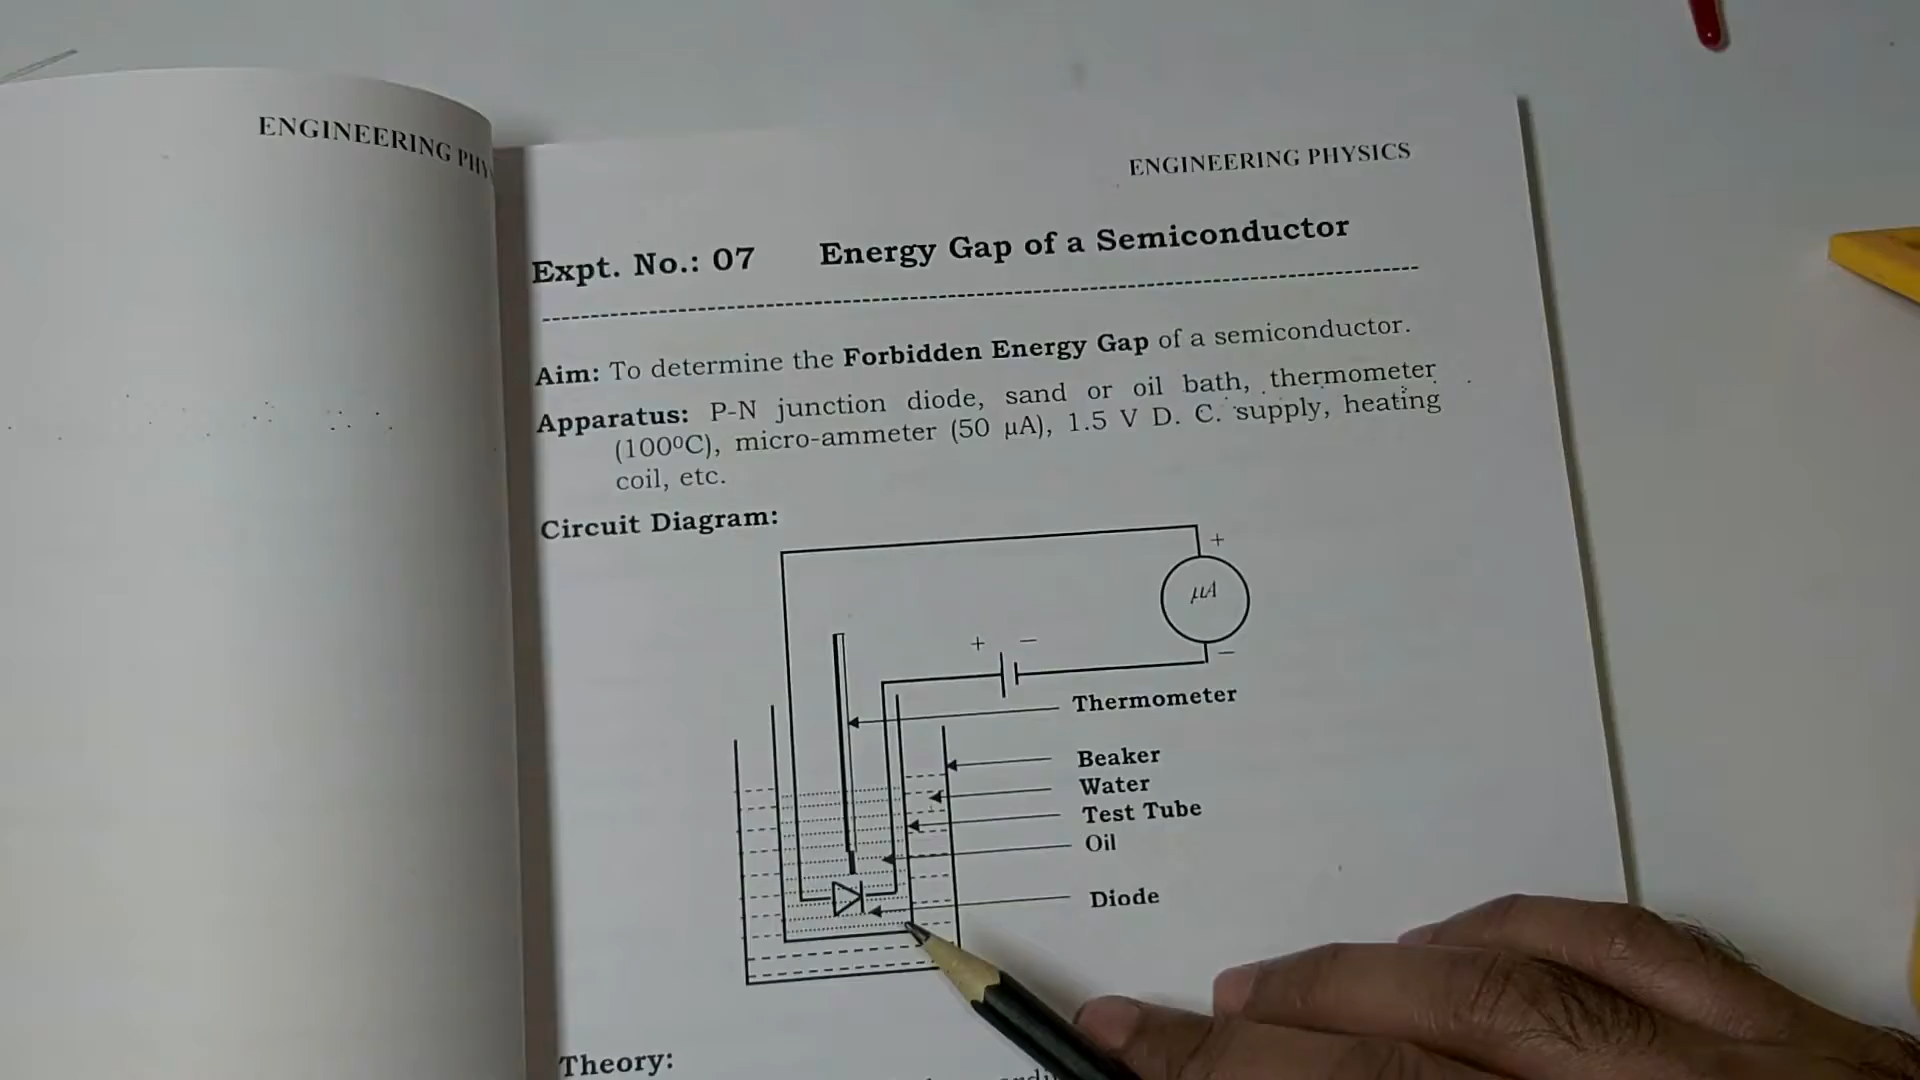 ENGINEERING PHY
ENGINEERING PHYSICS
Expt. No.: 07 Energy Gap of a Semiconductor
Aim: To determine the Forbidden Energy Gap of a semiconductor.
Apparatus: P-N junction diode, sand or oil bath, thermometer
(100⁰C), micro-ammeter (50 μA), 1.5 V D. C. supply, heating
coil, etc.
Circuit Diagram:
+
μA
+ −
−
Thermometer
Beaker
Water
Test Tube
Oil
Diode
Theory: